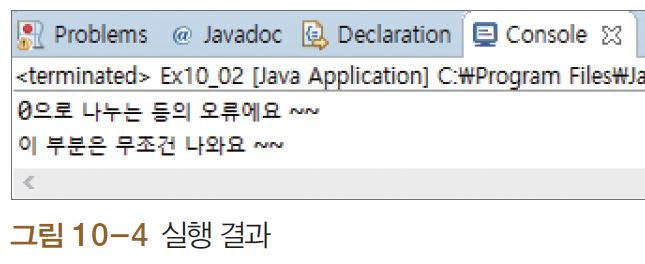 Problems @ Javadoc Declaration Console
<terminated> Ex10_02 [Java Application] C:₩Program Files₩Ja
0으로 나누는 등의 오류에요 ~~
이 부분은 무조건 나와요 ~~
그림 10-4 실행 결과